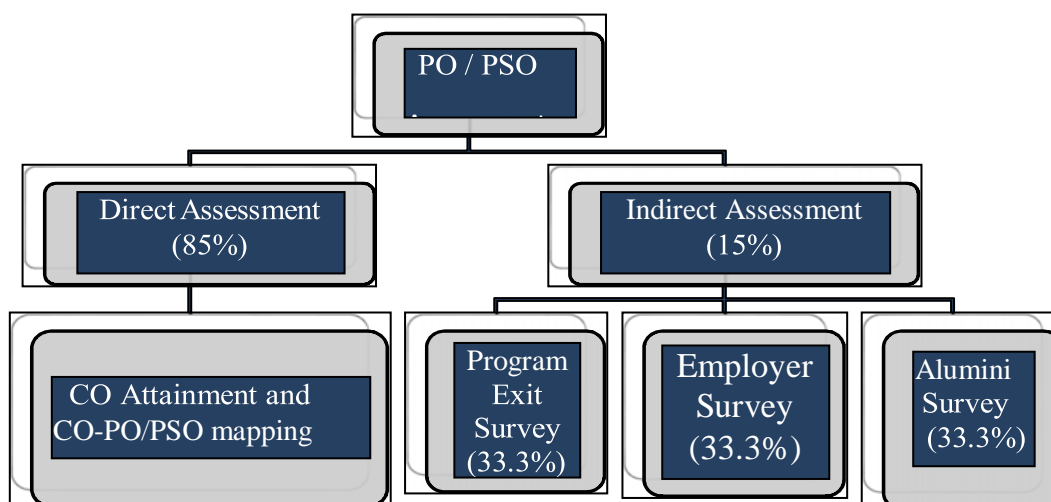 PO / PSO
Direct Assessment
(85%)
Indirect Assessment
(15%)
CO Attainment and
CO-PO/PSO mapping
Program
Exit
Survey
(33.3%)
Employer
Survey
(33.3%)
Alumini
Survey
(33.3%)